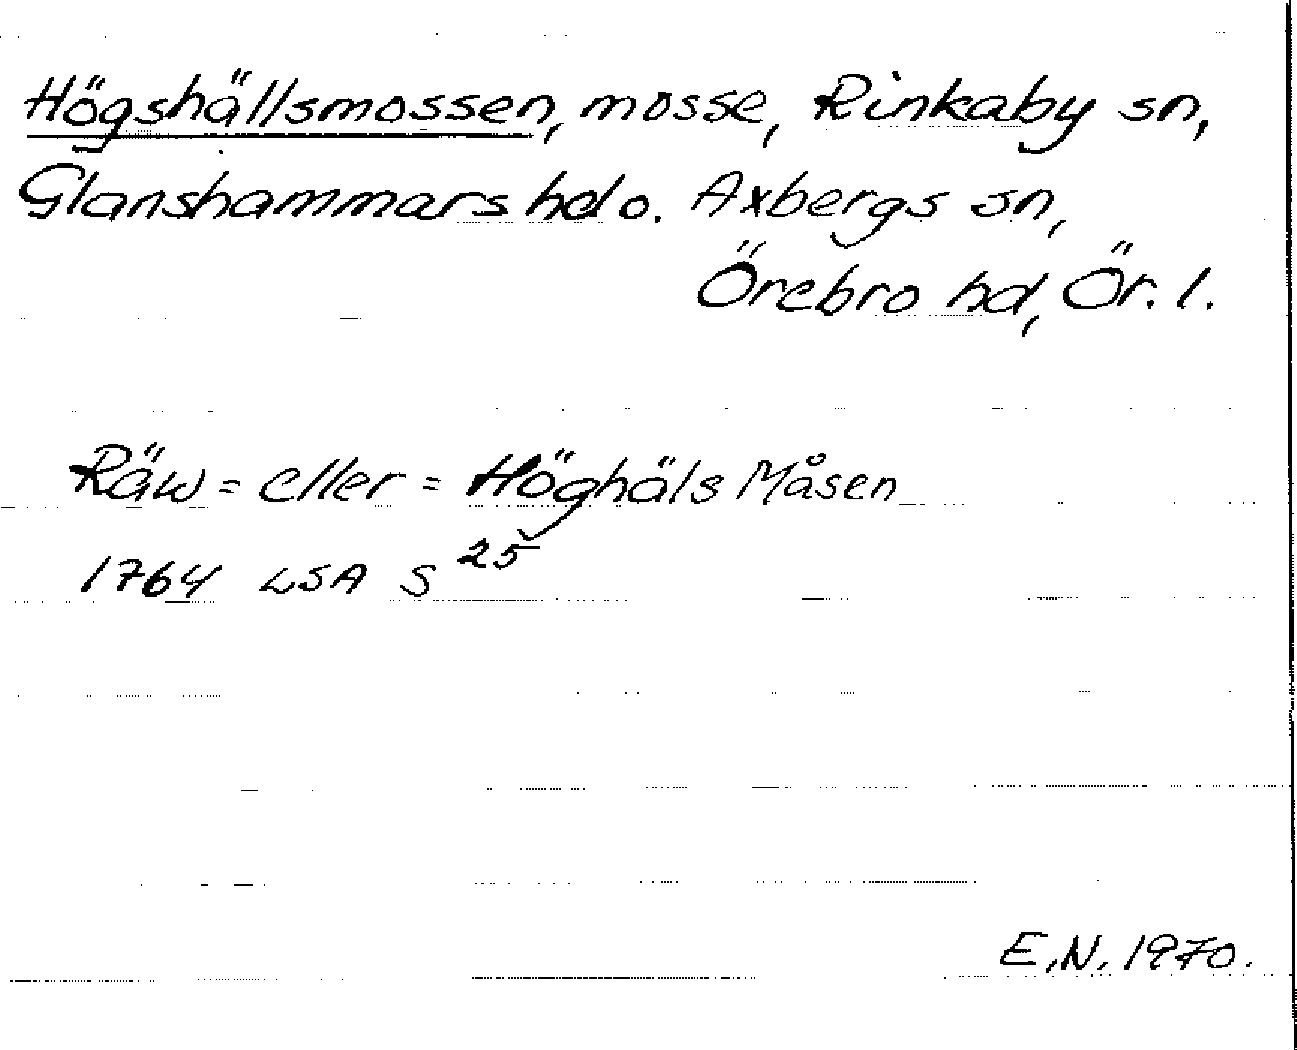 Högshällsmossen, mosse, Rinkaby sn,
Glanshammars hd o. Axbergs sn,
Örebro hd, Ör. l.
Räw = eller = Höghäls Måsen
1764 LSA S 25
E.N. 1970.